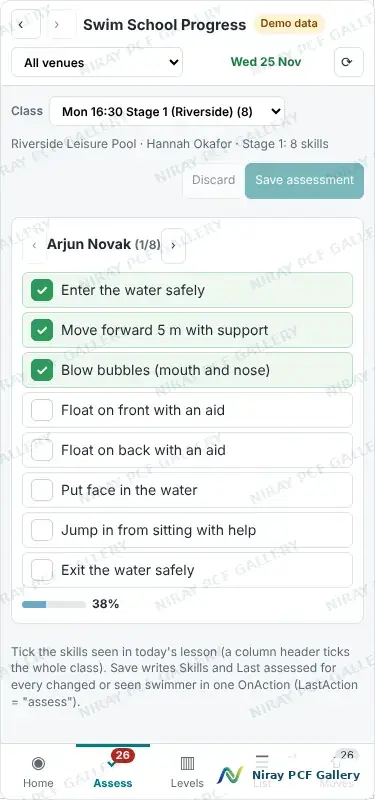 Swim School Progress
Demo data
All venues
Wed 25 Nov
Class
Mon 16:30 Stage 1 (Riverside) (8)
Riverside Leisure Pool · Hannah Okafor · Stage 1: 8 skills
Discard
Save assessment
Arjun Novak (1/8)
Enter the water safely
Move forward 5 m with support
Blow bubbles (mouth and nose)
Float on front with an aid
Float on back with an aid
Put face in the water
Jump in from sitting with help
Exit the water safely
38%
Tick the skills seen in today's lesson (a column header ticks
the whole class). Save writes Skills and Last assessed for
every changed or seen swimmer in one OnAction (LastAction
= "assess").
26
26
Home
Assess
Levels
List
Moves
Niray PCF Gallery
NIRAY PCF GALLERY